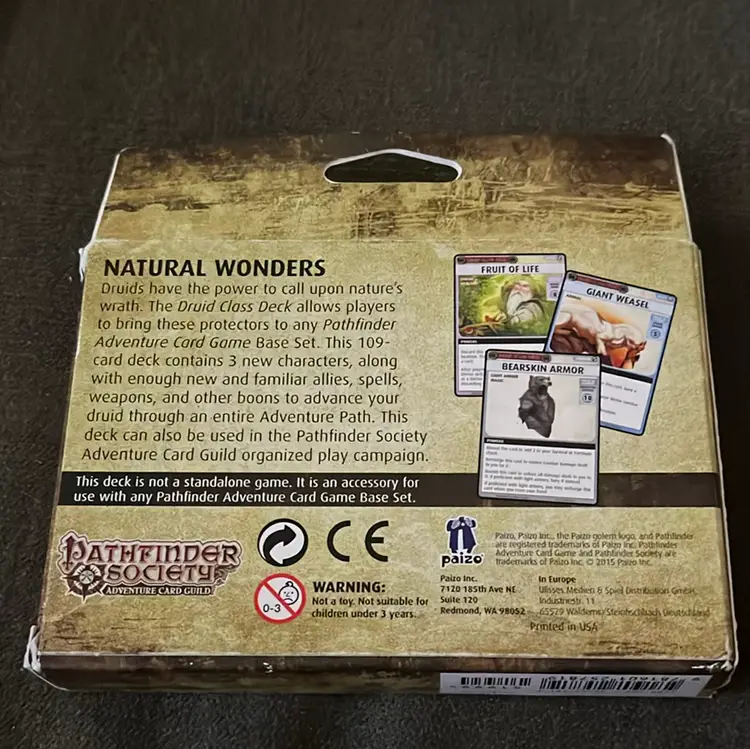 NATURAL WONDERS
Druids have the power to call upon nature's
wrath. The Druid Class Deck allows players
to bring these protectors to any Pathfinder
Adventure Card Game Base Set. This 109-
card deck contains 3 new characters, along
with enough new and familiar allies, spells,
weapons, and other boons to advance your
druid through an entire Adventure Path. This
deck can also be used in the Pathfinder Society
Adventure Card Guild organized play campaign.
FRUIT OF LIFE
GIANT WEASEL
BEARSKIN ARMOR
LIGHT ARMOR
MAGIC
POWERS
This deck is not a standalone game. It is an accessory for
use with any Pathfinder Adventure Card Game Base Set.
PATHFINDER
SOCIETY
ADVENTURE CARD GUILD
CE
0-3
WARNING:
Not a toy. Not suitable for
children under 3 years.
paizo
Paizo, Paizo Inc., the Paizo golem logo, and Pathfinder
are registered trademarks of Paizo Inc. Pathfinder
Adventure Card Game and Pathfinder Society are
trademarks of Paizo Inc. © 2015 Paizo Inc.
Paizo Inc.
7120 185th Ave NE
Suite 120
Redmond, WA 98052
In Europe
Ulisses Medien & Spiel Distribution GmbH
Industriestr. 11
65529 Waldems/Steinfischbach Deutschland
Printed in USA